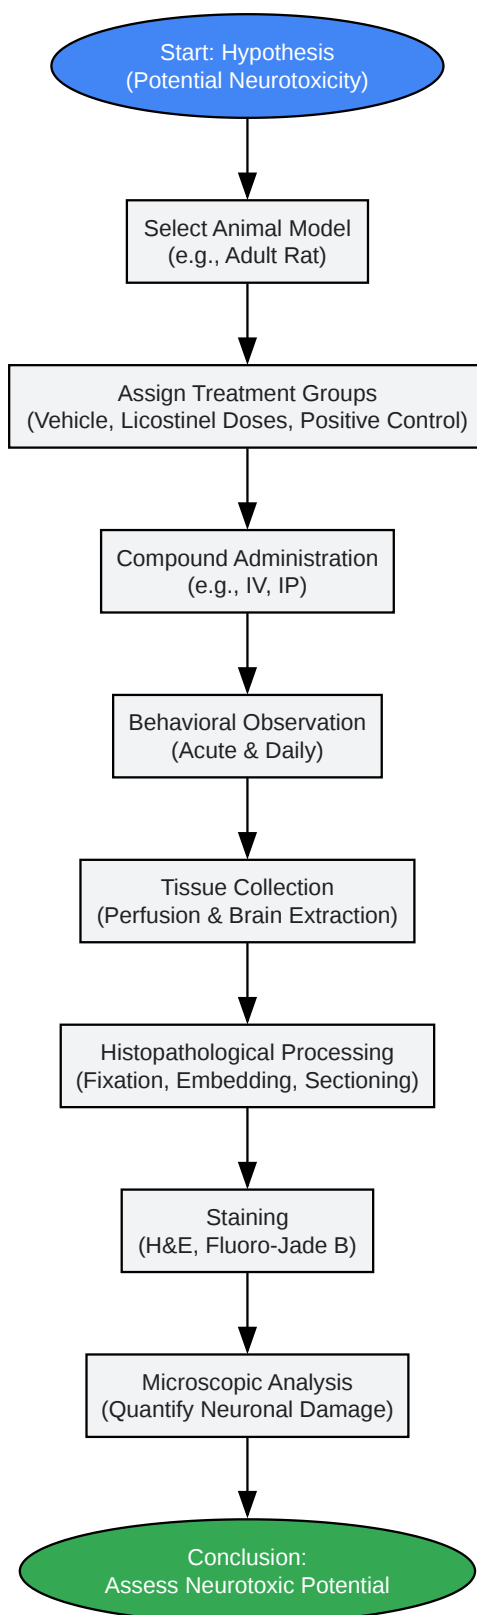 Start: Hypothesis
(Potential Neurotoxicity)
Select Animal Model
(e.g., Adult Rat)
Assign Treatment Groups
(Vehicle, Licostinel Doses, Positive Control)
Compound Administration
(e.g., IV, IP)
Behavioral Observation
(Acute & Daily)
Tissue Collection
(Perfusion & Brain Extraction)
Histopathological Processing
(Fixation, Embedding, Sectioning)
Staining
(H&E, Fluoro-Jade B)
Microscopic Analysis
(Quantify Neuronal Damage)
Conclusion:
Assess Neurotoxic Potential